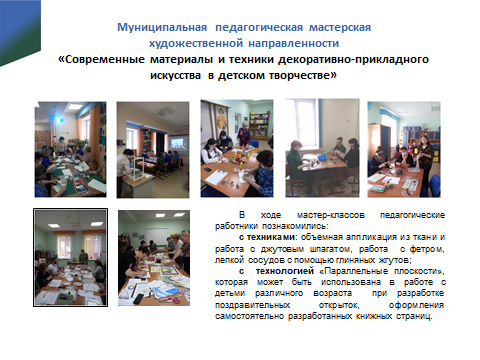 Муниципальная педагогическая мастерская
художественной направленности
«Современные материалы и техники декоративно-прикладного
искусства в детском творчестве»
В ходе мастер-классов педагогические
работники познакомились:
с техниками: объемная аппликация из ткани и
работа с джутовым шпагатом, работа с фетром,
лепкой сосудов с помощью глиняных жгутов;
с технологией «Параллельные плоскости»,
которая может быть использована в работе с
детьми различного возраста при разработке
поздравительных открыток, оформления
самостоятельно разработанных книжных страниц.